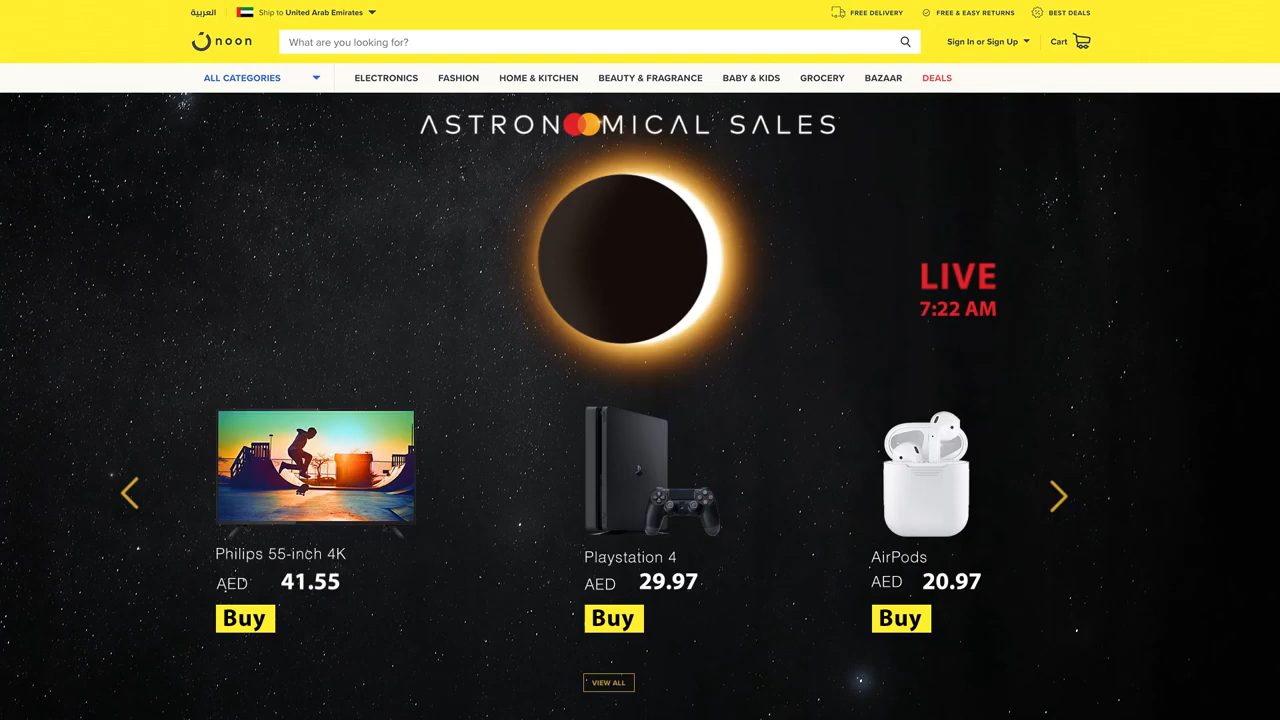 العربية
Ship to United Arab Emirates
FREE DELIVERY
FREE & EASY RETURNS
BEST DEALS
noon
What are you looking for?
Sign In or Sign Up
Cart
ALL CATEGORIES
ELECTRONICS
FASHION
HOME & KITCHEN
BEAUTY & FRAGRANCE
BABY & KIDS
GROCERY
BAZAAR
DEALS
ASTRONOMICAL SALES
LIVE
7:22 AM
Philips 55-inch 4K
AED 41.55
Buy
Playstation 4
AED 29.97
Buy
AirPods
AED 20.97
Buy
VIEW ALL